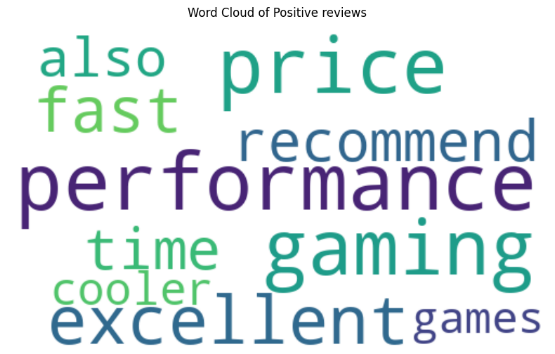 Word Cloud of Positive reviews
also
price
fast
recommend
performance
time
gaming
cooler
excellent
games